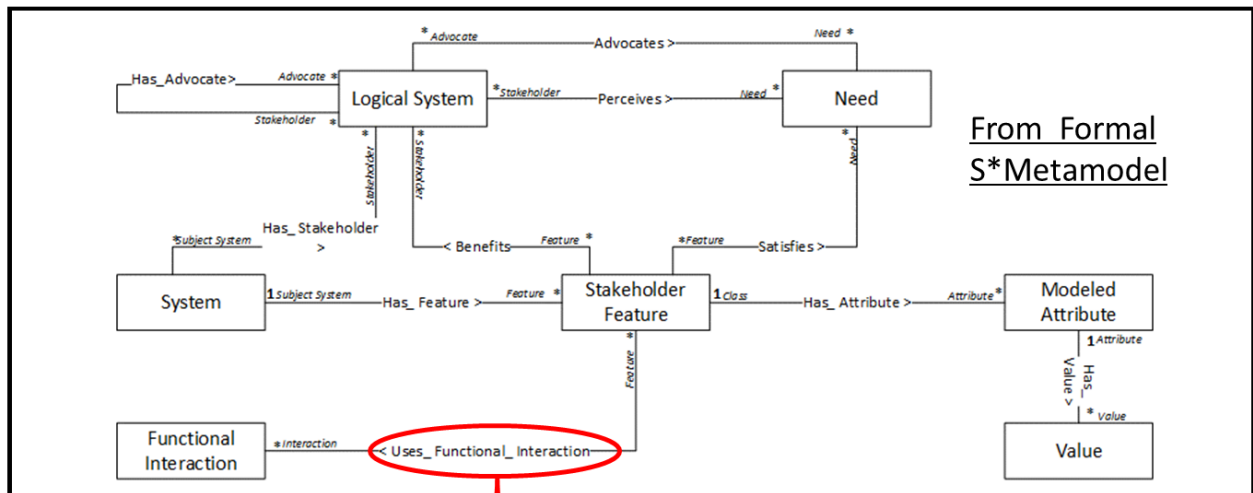 * Advocate
Advocates >
Need *
Has_Advocate>
Advocate *
Stakeholder
*
Logical System
*Stakeholder
Perceives >
Need *
Need
From Formal
S*Metamodel
*
Stakeholder
*
Stakeholder
*
Need
Has_ Stakeholder
>
*Subject System
< Benefits
Feature *
*Feature
Satisfies >
System
1 Subject System
Has_ Feature >
Feature *
Stakeholder
Feature
1 Class
Has_ Attribute >
Attribute*
Modeled
Attribute
*
Feature
1 Attribute
Has_
Value >
* Value
Functional
Interaction
*Interaction
< Uses_ Functional_ Interaction
Value